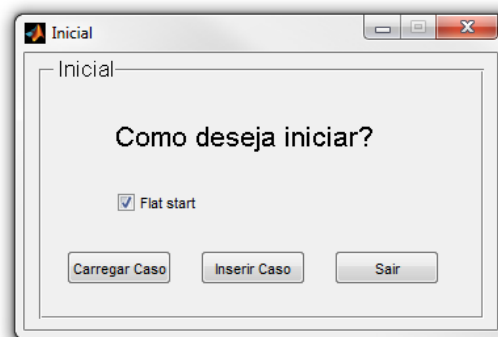 Inicial
Inicial
Como deseja iniciar?
Flat start
Carregar Caso Inserir Caso Sair